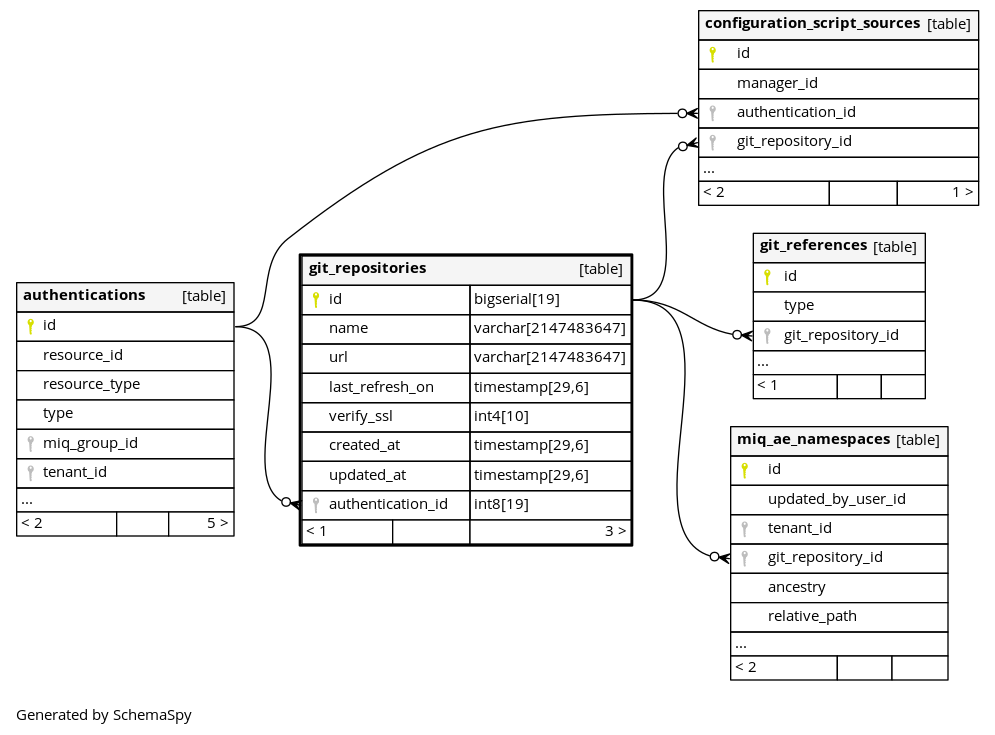 configuration_script_sources [table]
id
manager_id
authentication_id
git_repository_id
...
< 2 1 >
git_references [table]
id
type
git_repository_id
...
< 1
git_repositories [table]
id bigserial[19]
name varchar[2147483647]
url varchar[2147483647]
last_refresh_on timestamp[29,6]
verify_ssl int4[10]
created_at timestamp[29,6]
updated_at timestamp[29,6]
authentication_id int8[19]
< 1 3 >
authentications [table]
id
resource_id
resource_type
type
miq_group_id
tenant_id
...
< 2 5 >
miq_ae_namespaces [table]
id
updated_by_user_id
tenant_id
git_repository_id
ancestry
relative_path
...
< 2
Generated by SchemaSpy